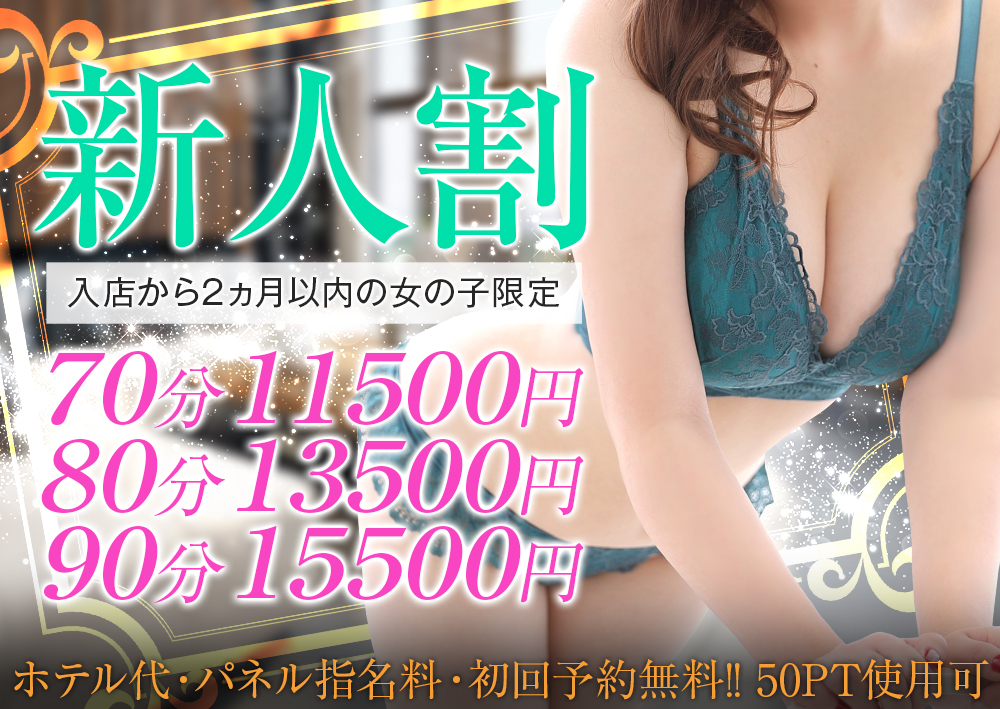 新人割
入店から2ヵ月以内の女の子限定
70分 11500円
80分 13500円
90分 15500円
ホテル代・パネル指名料・初回予約無料!! 50PT使用可